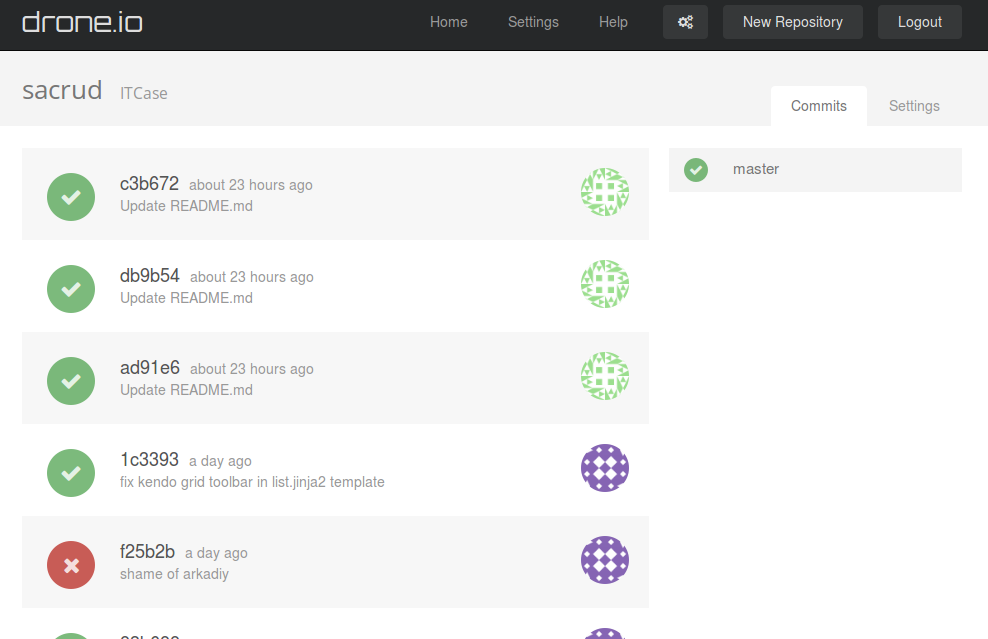 drone.io
Home Settings Help New Repository Logout
sacrud ITCase
Commits Settings
c3b672 about 23 hours ago
Update README.md
master
db9b54 about 23 hours ago
Update README.md
ad91e6 about 23 hours ago
Update README.md
1c3393 a day ago
fix kendo grid toolbar in list.jinja2 template
f25b2b a day ago
shame of arkadiy